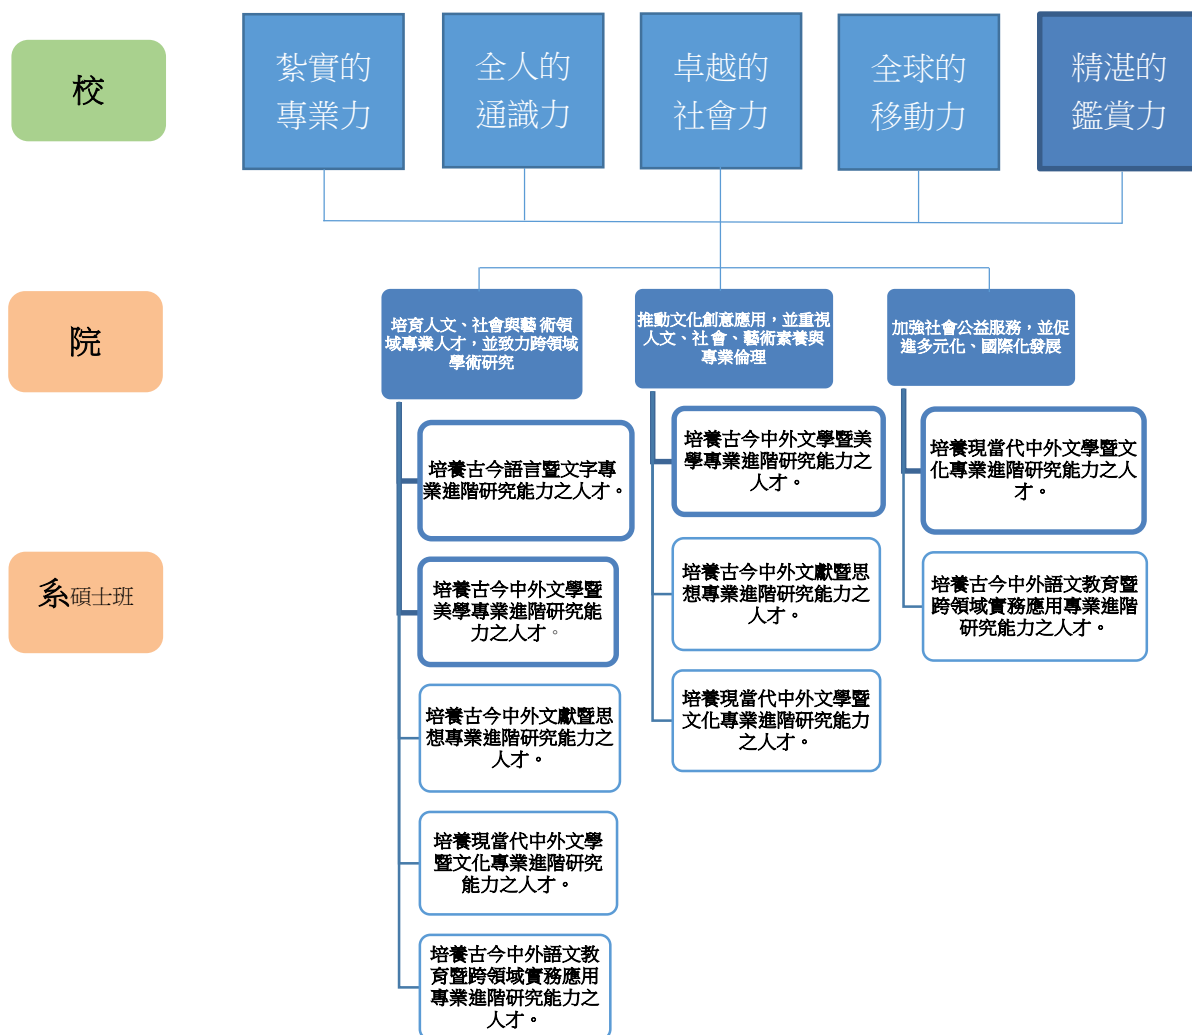 校
紮實的
專業力
全人的
通識力
卓越的
社會力
全球的
移動力
精湛的
鑑賞力
院
培育人文、社會與藝術領
域專業人才，並致力跨領域
學術研究
推動文化創意應用，並重視
人文、社會、藝術素養與
專業倫理
加強社會公益服務，並促
進多元化、國際化發展
系碩士班
培養古今語言暨文字專
業進階研究能力之人才。
培養古今中外文學暨
美學專業進階研究能
力之人才。
培養古今中外文獻暨思
想專業進階研究能力之
人才。
培養現當代中外文學
暨文化專業進階研究
能力之人才。
培養古今中外語文教
育暨跨領域實務應用
專業進階研究能力之
人才。
培養古今中外文學暨美
學專業進階研究能力之
人才。
培養古今中外文獻暨思
想專業進階研究能力之
人才。
培養現當代中外文學暨
文化專業進階研究能力
之人才。
培養現當代中外文學暨文
化專業進階研究能力之人
才。
培養古今中外語文教育暨
跨領域實務應用專業進階
研究能力之人才。